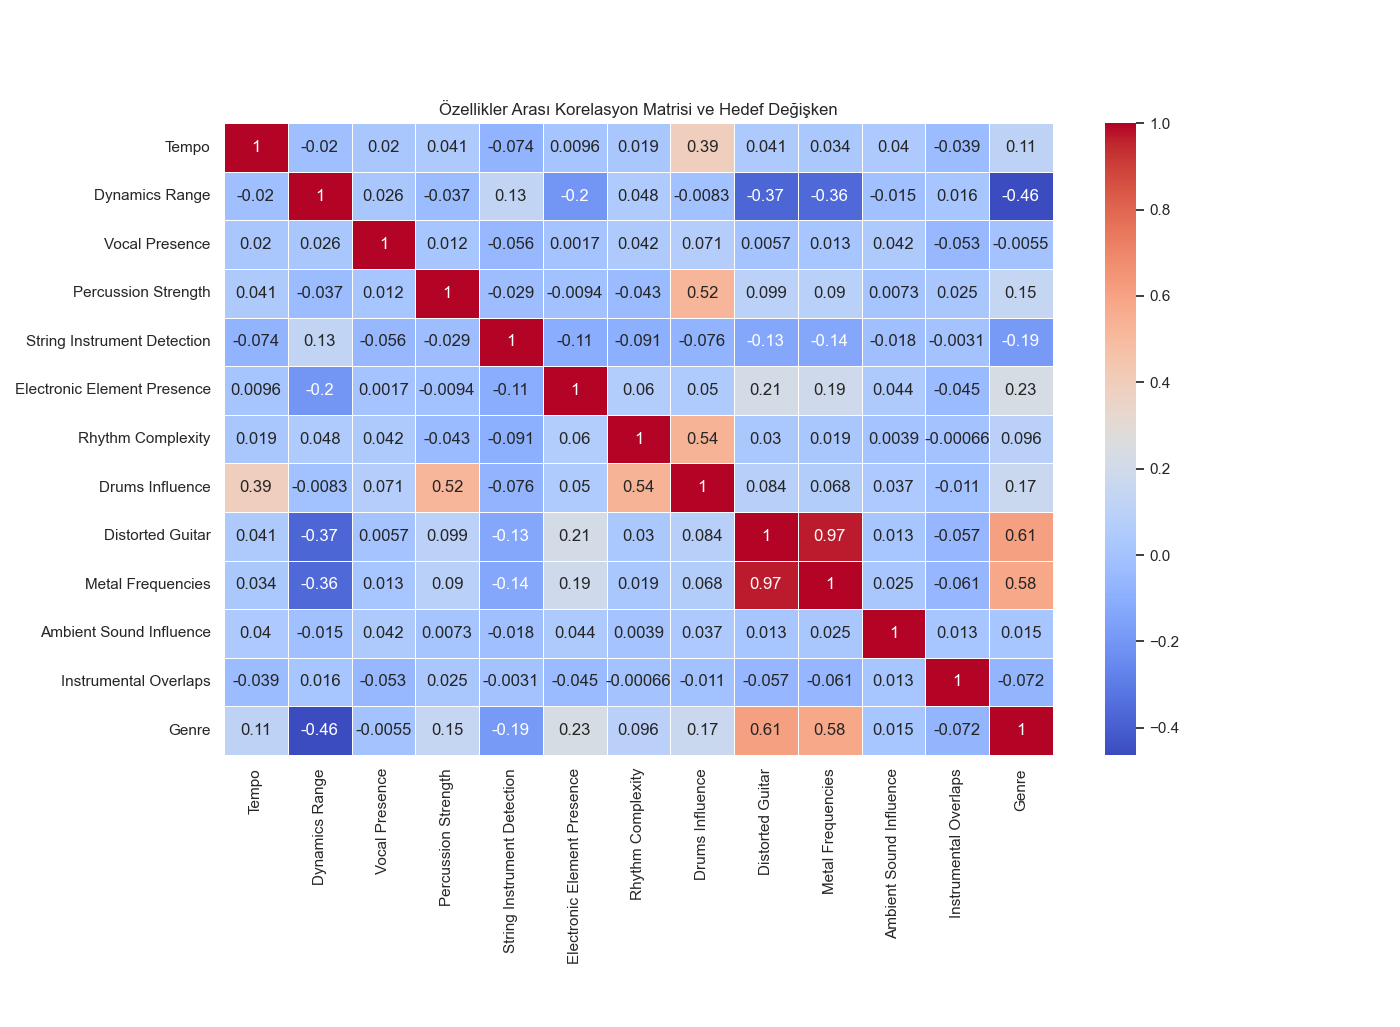 Özellikler Arası Korelasyon Matrisi ve Hedef Değişken
Tempo 1 -0.02 0.02 0.041 -0.074 0.0096 0.019 0.39 0.041 0.034 0.04 -0.039 0.11
Dynamics Range -0.02 1 0.026 -0.037 0.13 -0.2 0.048 -0.0083 -0.37 -0.36 -0.015 0.016 -0.46
Vocal Presence 0.02 0.026 1 0.012 -0.056 0.0017 0.042 0.071 0.0057 0.013 0.042 -0.053 -0.0055
Percussion Strength 0.041 -0.037 0.012 1 -0.029 -0.0094 -0.043 0.52 0.099 0.09 0.0073 0.025 0.15
String Instrument Detection -0.074 0.13 -0.056 -0.029 1 -0.11 -0.091 -0.076 -0.13 -0.14 -0.018 -0.0031 -0.19
Electronic Element Presence 0.0096 -0.2 0.0017 -0.0094 -0.11 1 0.06 0.05 0.21 0.19 0.044 -0.045 0.23
Rhythm Complexity 0.019 0.048 0.042 -0.043 -0.091 0.06 1 0.54 0.03 0.019 0.0039 -0.00066 0.096
Drums Influence 0.39 -0.0083 0.071 0.52 -0.076 0.05 0.54 1 0.084 0.068 0.037 -0.011 0.17
Distorted Guitar 0.041 -0.37 0.0057 0.099 -0.13 0.21 0.03 0.084 1 0.97 0.013 -0.057 0.61
Metal Frequencies 0.034 -0.36 0.013 0.09 -0.14 0.19 0.019 0.068 0.97 1 0.025 -0.061 0.58
Ambient Sound Influence 0.04 -0.015 0.042 0.0073 -0.018 0.044 0.0039 0.037 0.013 0.025 1 0.013 0.015
Instrumental Overlaps -0.039 0.016 -0.053 0.025 -0.0031 -0.045 -0.00066 -0.011 -0.057 -0.061 0.013 1 -0.072
Genre 0.11 -0.46 -0.0055 0.15 -0.19 0.23 0.096 0.17 0.61 0.58 0.015 -0.072 1
Tempo
Dynamics Range
Vocal Presence
Percussion Strength
String Instrument Detection
Electronic Element Presence
Rhythm Complexity
Drums Influence
Distorted Guitar
Metal Frequencies
Ambient Sound Influence
Instrumental Overlaps
Genre
1.0
0.8
0.6
0.4
0.2
0.0
−0.2
−0.4